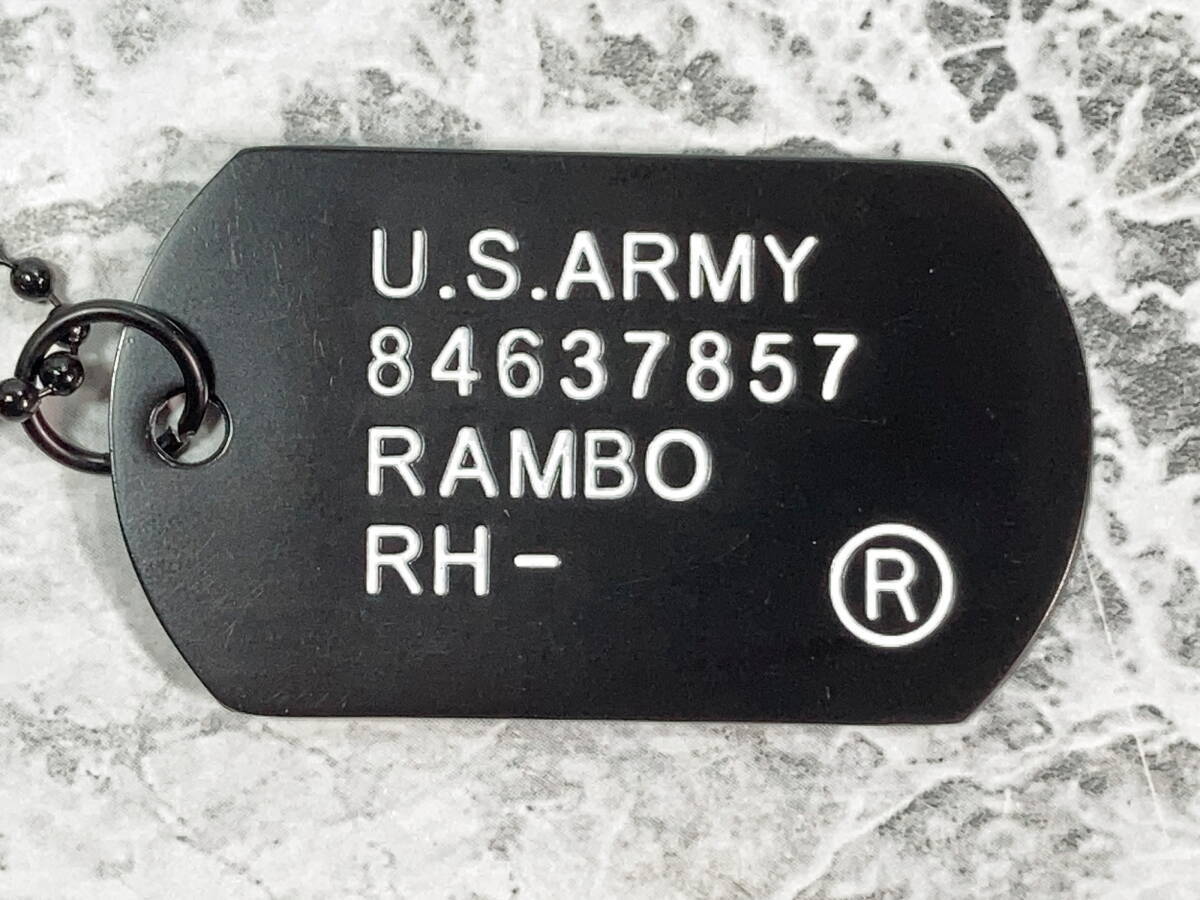 U.S.ARMY
84637857
RAMBO
RH-
®